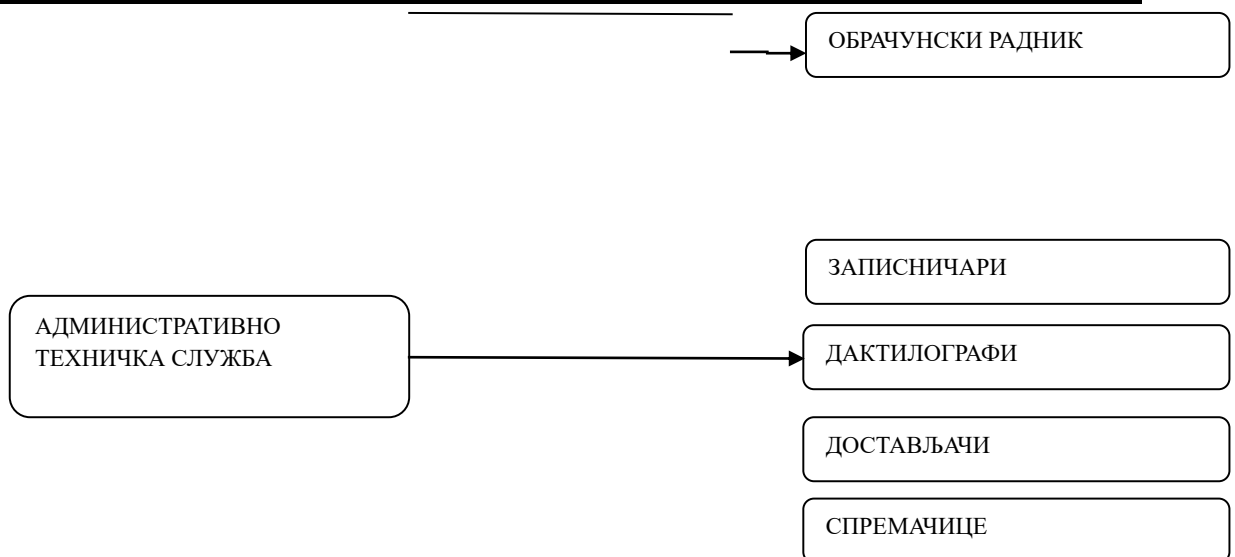 ОБРАЧУНСКИ РАДНИК
ЗАПИСНИЧАРИ
АДМИНИСТРАТИВНО
ТЕХНИЧКА СЛУЖБА
ДАКТИЛОГРАФИ
ДОСТАВЉАЧИ
СПРЕМАЧИЦЕ